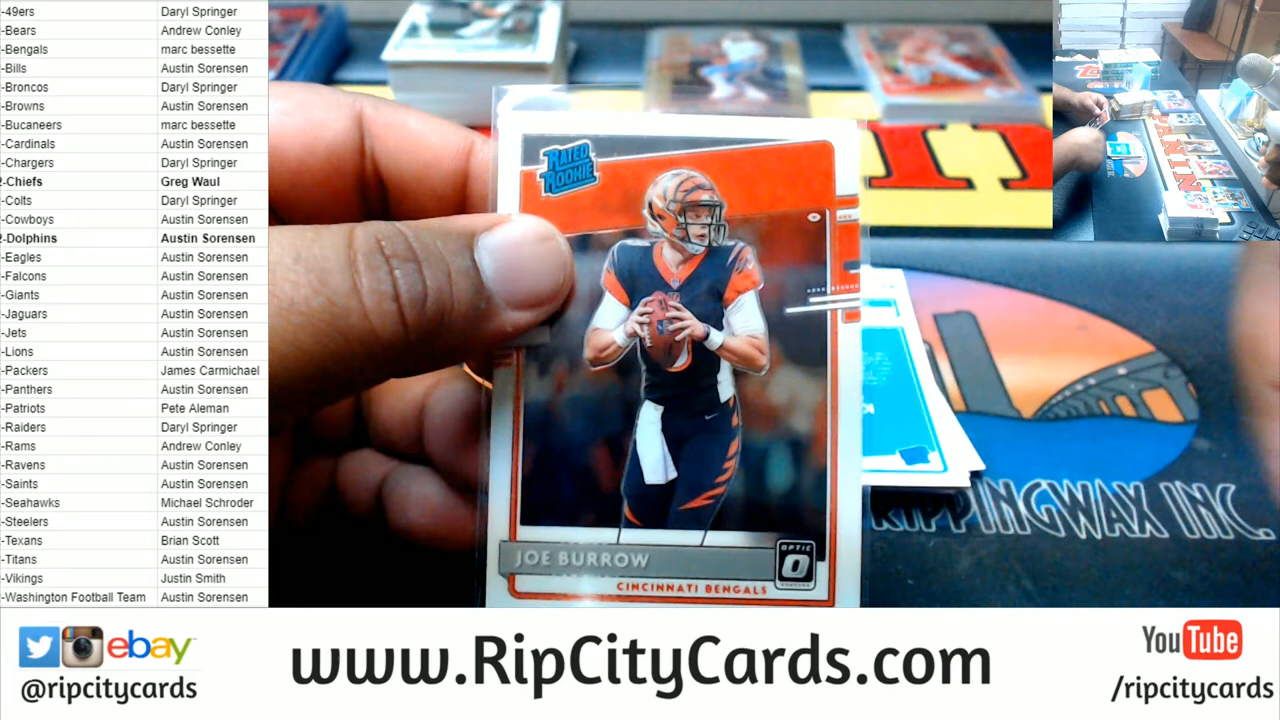 -49ers Daryl Springer
-Bears Andrew Conley
-Bengals marc bessette
-Bills Austin Sorensen
-Broncos Daryl Springer
-Browns Austin Sorensen
-Bucaneers marc bessette
-Cardinals Austin Sorensen
-Chargers Daryl Springer
-Chiefs Greg Waul
-Colts Daryl Springer
-Cowboys Austin Sorensen
-Dolphins Austin Sorensen
-Eagles Austin Sorensen
-Falcons Austin Sorensen
-Giants Austin Sorensen
-Jaguars Austin Sorensen
-Jets Austin Sorensen
-Lions Austin Sorensen
-Packers James Carmichael
-Panthers Austin Sorensen
-Patriots Pete Aleman
-Raiders Daryl Springer
-Rams Andrew Conley
-Ravens Austin Sorensen
-Saints Austin Sorensen
-Seahawks Michael Schroder
-Steelers Austin Sorensen
-Texans Brian Scott
-Titans Austin Sorensen
-Vikings Justin Smith
-Washington Football Team Austin Sorensen
RATED
ROOKIE
JOE BURROW
OPTIC
CINCINNATI BENGALS
PANINI
RIPPINGWAX INC.
ebay
@ripcitycards
www.RipCityCards.com
YouTube
/ripcitycards